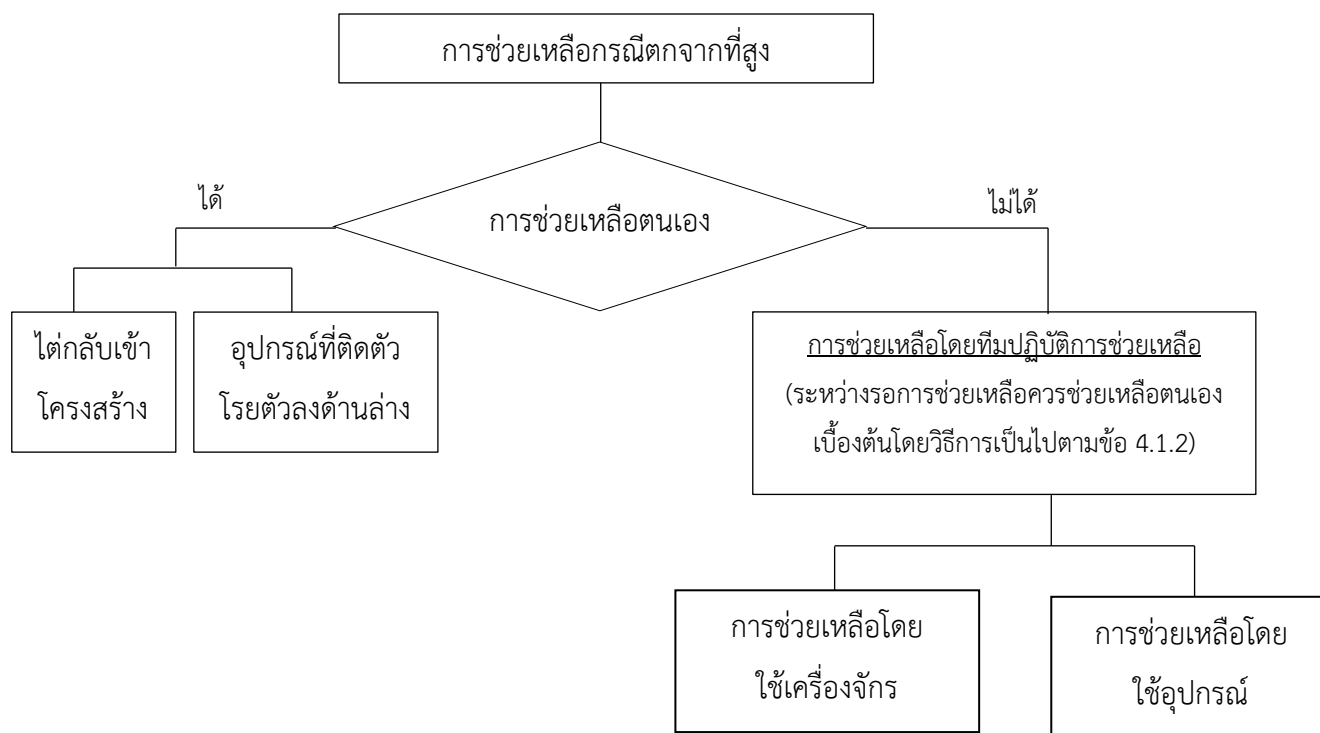 การช่วยเหลือกรณีตกจากที่สูง
ได้
การช่วยเหลือตนเอง
ไม่ได้
ไต่กลับเข้า
โครงสร้าง
อุปกรณ์ที่ติดตัว
โรยตัวลงด้านล่าง
การช่วยเหลือโดยทีมปฏิบัติการช่วยเหลือ
(ระหว่างรอการช่วยเหลือควรช่วยเหลือตนเอง
เบื้องต้นโดยวิธีการเป็นไปตามข้อ 4.1.2)
การช่วยเหลือโดย
ใช้เครื่องจักร
การช่วยเหลือโดย
ใช้อุปกรณ์